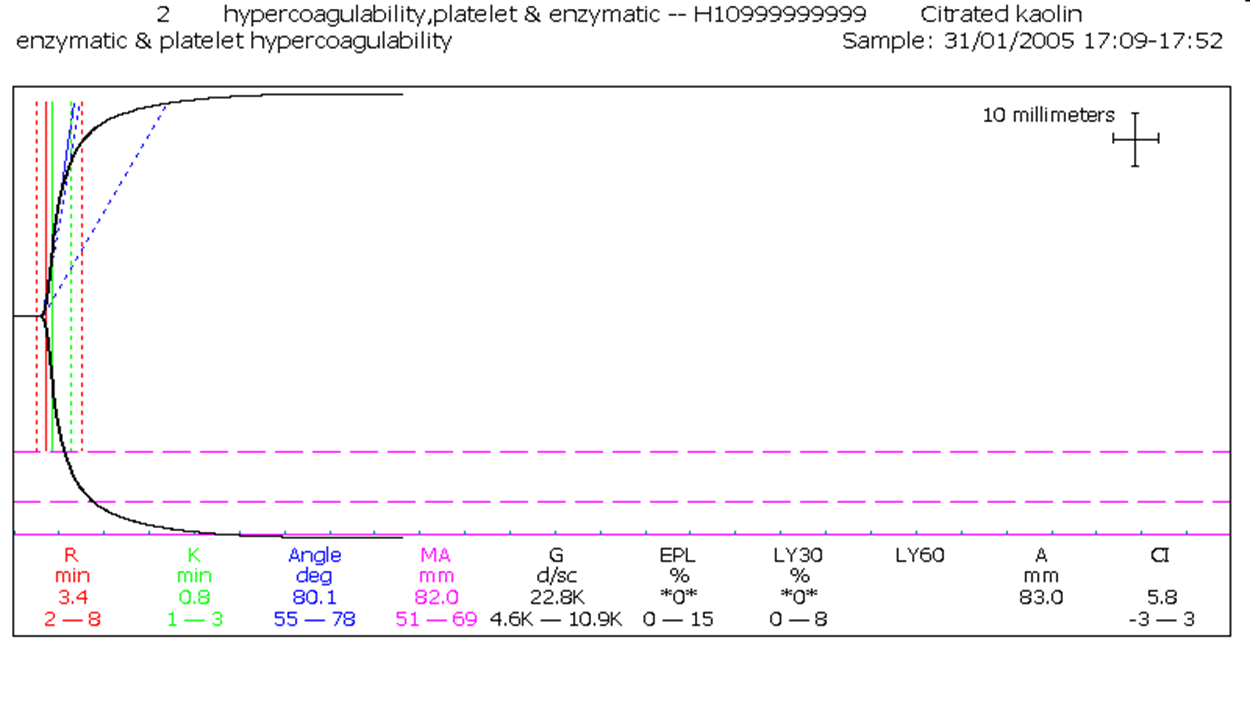 2 hypercoagulability,platelet & enzymatic -- H10999999999 Citrated kaolin
enzymatic & platelet hypercoagulability Sample: 31/01/2005 17:09-17:52
10 millimeters
R K Angle MA G EPL LY30 LY60 A CI
min min deg mm d/sc % % mm
3.4 0.8 80.1 82.0 22.8K *0* *0* 83.0 5.8
2 — 8 1 — 3 55 — 78 51 — 69 4.6K — 10.9K 0 — 15 0 — 8 -3 — 3